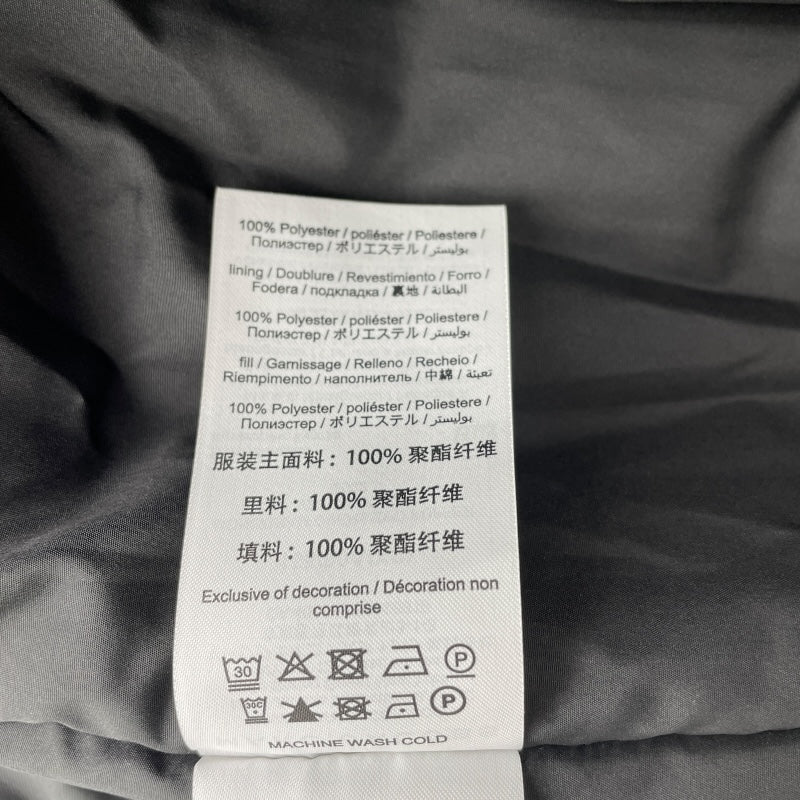 100% Polyester / poliéster / Poliestere /
Полиэстер / ポリエステル / بوليستر
lining / Doublure / Revestimiento / Forro /
Fodera / подкладка / 裏地 / البطانة
100% Polyester / poliéster / Poliestere /
Полиэстер / ポリエステル / بوليستر
fill / Garnissage / Relleno / Recheio /
Riempimento / наполнитель / 中綿 / تعبئة
100% Polyester / poliéster / Poliestere /
Полиэстер / ポリエステル / بوليستر
服装主面料: 100% 聚酯纤维
里料: 100% 聚酯纤维
填料: 100% 聚酯纤维
Exclusive of decoration / Décoration non
comprise
30 P
30C P
MACHINE WASH COLD